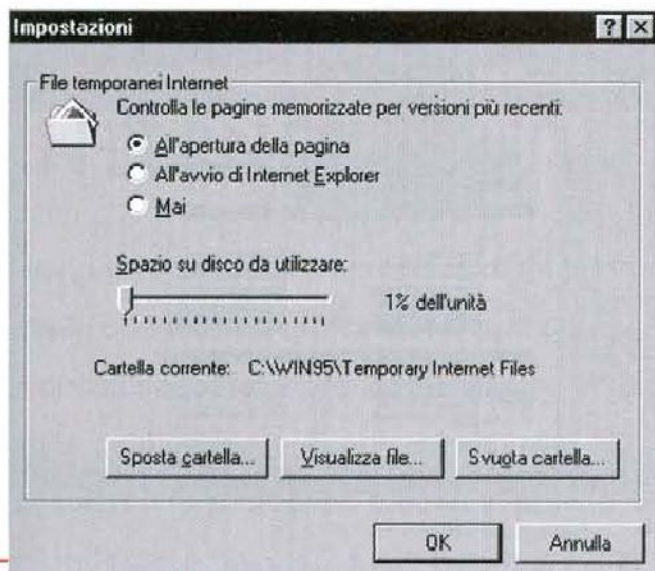 Impostazioni
File temporanei Internet
Controlla le pagine memorizzate per versioni più recenti:
All'apertura della pagina
All'avvio di Internet Explorer
Mai
Spazio su disco da utilizzare:
1% dell'unità
Cartella corrente: C:\WIN95\Temporary Internet Files
Sposta cartella... Visualizza file... Svuota cartella...
OK Annulla